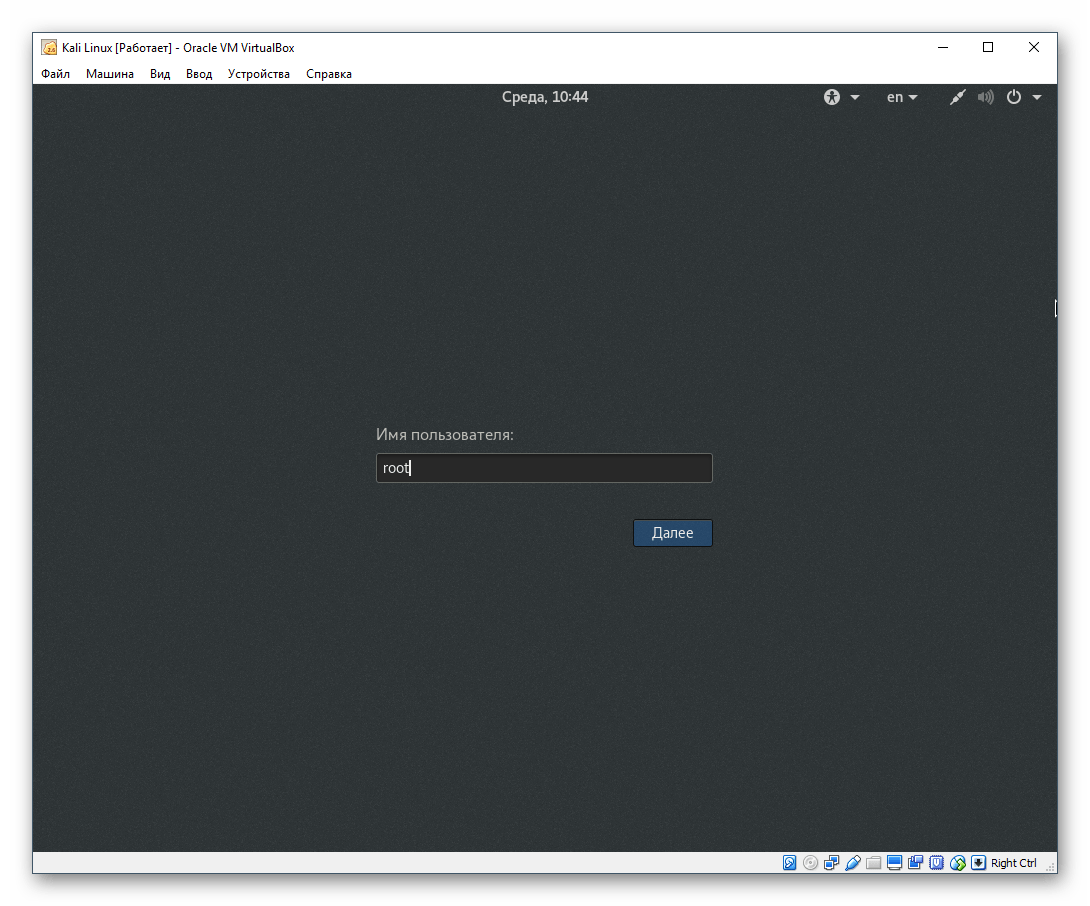 Kali Linux [Работает] - Oracle VM VirtualBox
Файл Машина Вид Ввод Устройства Справка
Среда, 10:44 en
Имя пользователя:
root
Далее
Right Ctrl